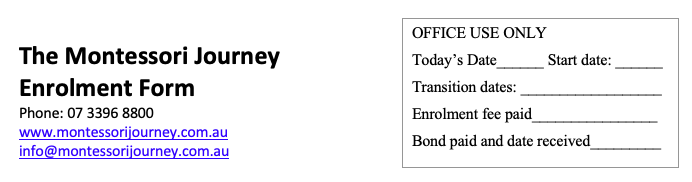 The Montessori Journey
Enrolment Form
Phone: 07 3396 8800
www.montessorijourney.com.au
info@montessorijourney.com.au
OFFICE USE ONLY
Today’s Date______ Start date: ______
Transition dates: __________________
Enrolment fee paid________________
Bond paid and date received_________